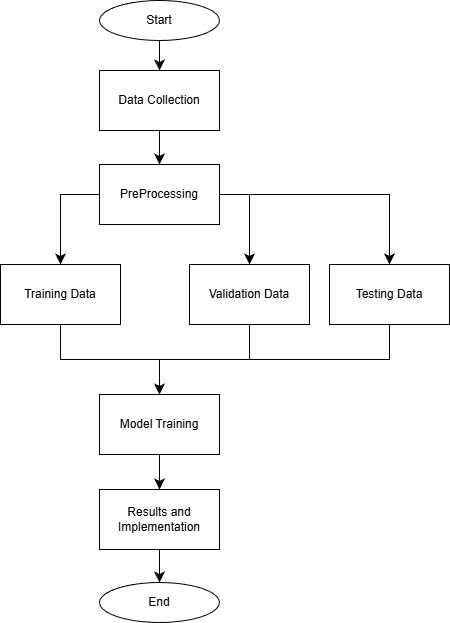 Start
Data Collection
PreProcessing
Training Data
Validation Data
Testing Data
Model Training
Results and
Implementation
End